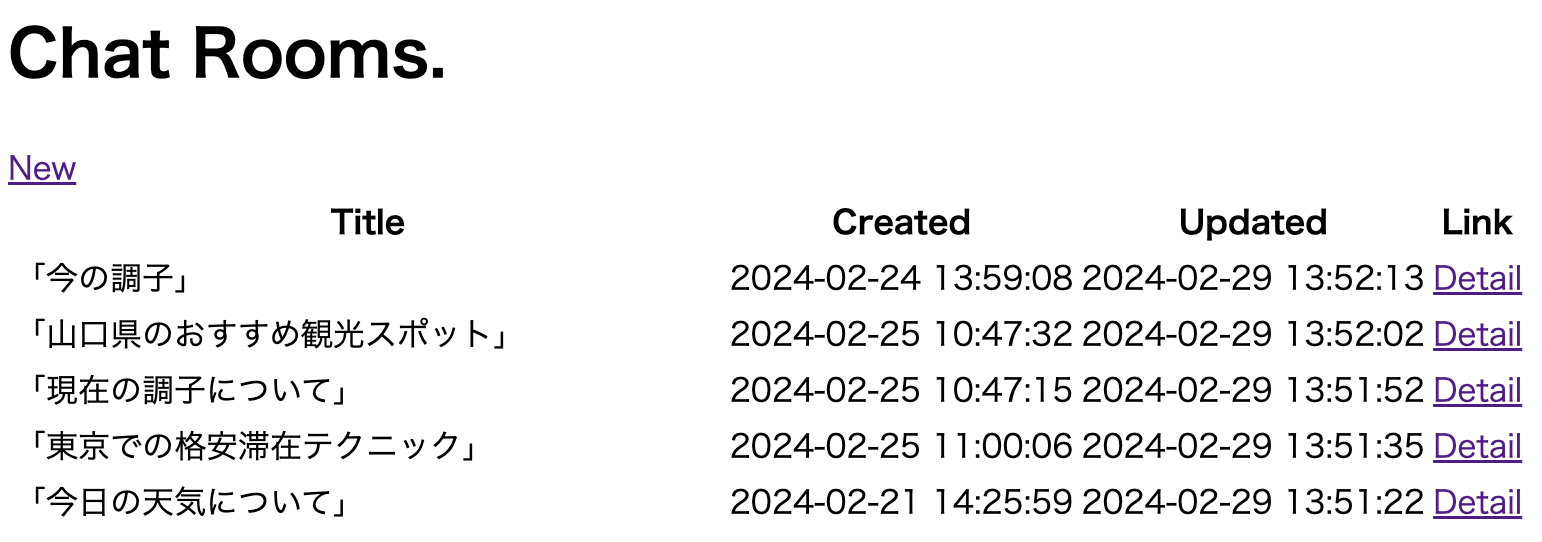 Chat Rooms.
New
Title Created Updated Link
「今の調子」 2024-02-24 13:59:08 2024-02-29 13:52:13 Detail
「山口県のおすすめ観光スポット」 2024-02-25 10:47:32 2024-02-29 13:52:02 Detail
「現在の調子について」 2024-02-25 10:47:15 2024-02-29 13:51:52 Detail
「東京での格安滞在テクニック」 2024-02-25 11:00:06 2024-02-29 13:51:35 Detail
「今日の天気について」 2024-02-21 14:25:59 2024-02-29 13:51:22 Detail